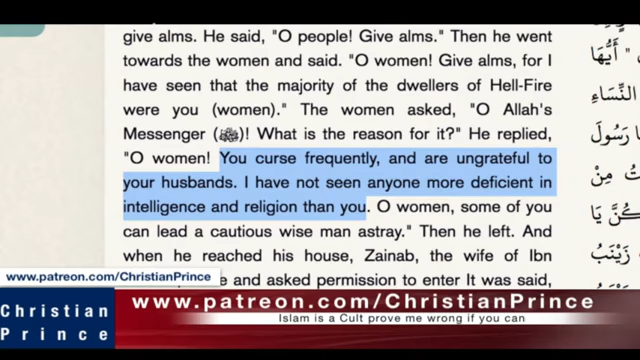 give alms. He said, "O people! Give alms." Then he went
towards the women and said. "O women! Give alms, for I
have seen that the majority of the dwellers of Hell-Fire
were you (women)." The women asked, "O Allah's
Messenger (ﷺ)! What is the reason for it?" He replied,
"O women! You curse frequently, and are ungrateful to
your husbands. I have not seen anyone more deficient in
intelligence and religion than you. O women, some of you
can lead a cautious wise man astray." Then he left. And
when he reached his house, Zainab, the wife of Ibn
e and asked permission to enter It was said,
" أَيُّهَا
النِّسَاءِ
رَسُولَ
مِنْ
يَا
زَيْنَبُ
www.patreon.com/ChristianPrince
Christian
Prince
www.patreon.com/ChristianPrince
Islam is a Cult prove me wrong if you can